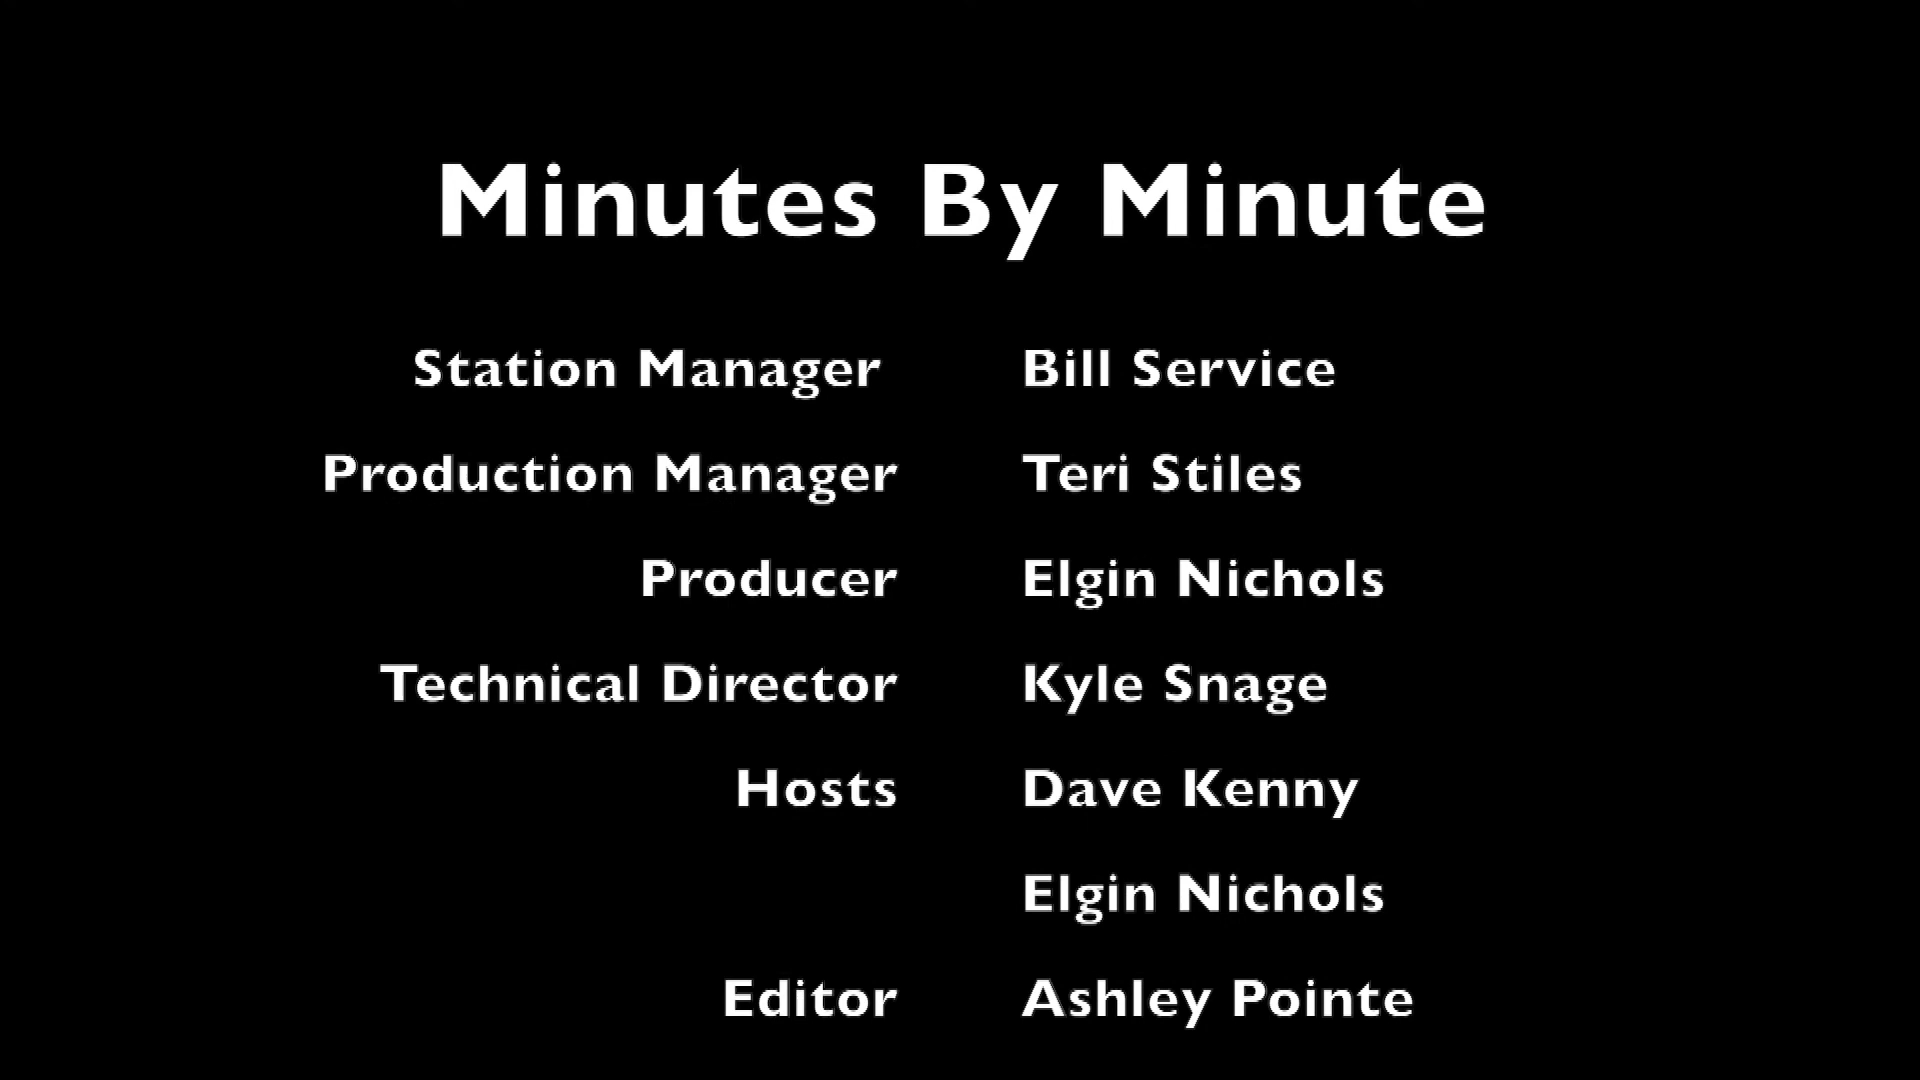 Minutes By Minute
Station Manager Bill Service
Production Manager Teri Stiles
Producer Elgin Nichols
Technical Director Kyle Snage
Hosts Dave Kenny
Elgin Nichols
Editor Ashley Pointe